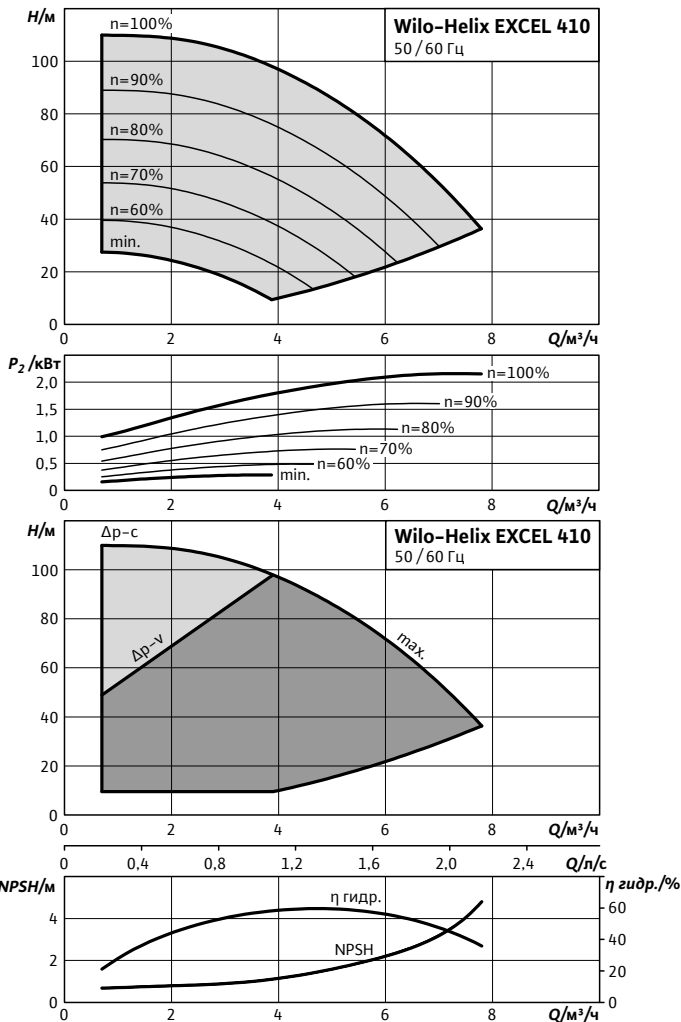 H/м
n=100%
Wilo-Helix EXCEL 410
50 / 60 Гц
100
n=90%
80
n=80%
60
n=70%
40
n=60%
min.
20
0
0 2 4 6 8 Q/м³/ч
P₂ /кВт
2,0
n=100%
1,5
n=90%
1,0
n=80%
n=70%
0,5
n=60%
min.
0
0 2 4 6 8 Q/м³/ч
H/м
Δp-c
Wilo-Helix EXCEL 410
50 / 60 Гц
100
80
Δp-v
max.
60
40
20
0
0 2 4 6 8 Q/м³/ч
0 0,4 0,8 1,2 1,6 2,0 2,4 Q/л/с
NPSH/м
η гидр./%
η гидр.
60
4
40
NPSH
2
20
0
0
0 2 4 6 8 Q/м³/ч